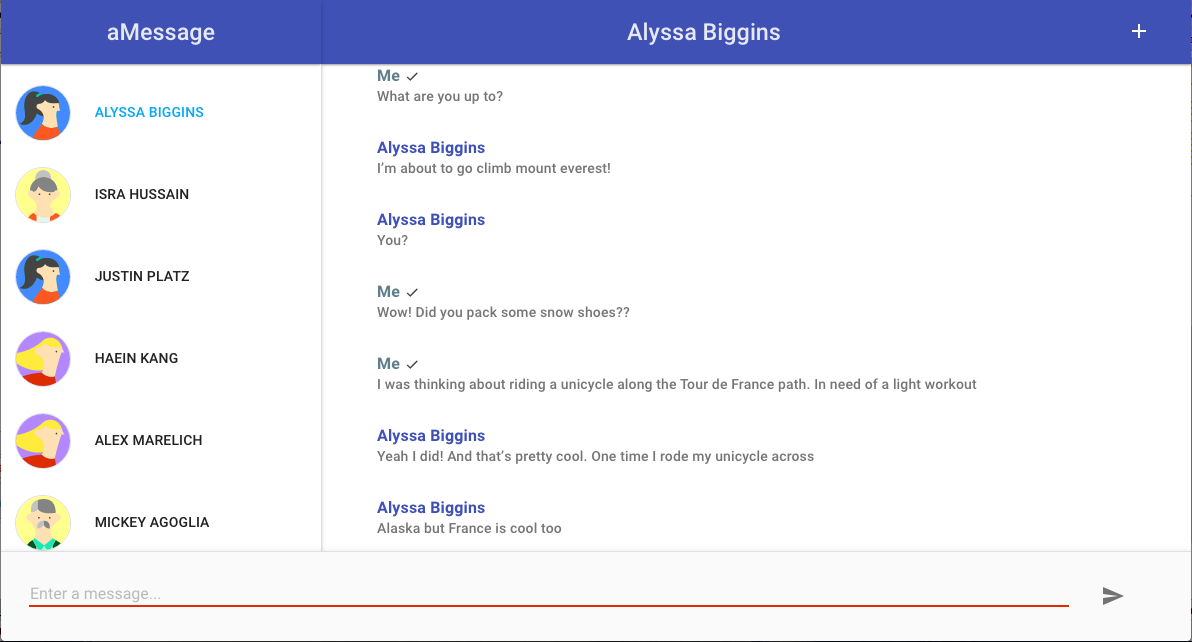 aMessage
Alyssa Biggins
+
ALYSSA BIGGINS
ISRA HUSSAIN
JUSTIN PLATZ
HAEIN KANG
ALEX MARELICH
MICKEY AGOGLIA
Me ✓
What are you up to?
Alyssa Biggins
I’m about to go climb mount everest!
Alyssa Biggins
You?
Me ✓
Wow! Did you pack some snow shoes??
Me ✓
I was thinking about riding a unicycle along the Tour de France path. In need of a light workout
Alyssa Biggins
Yeah I did! And that’s pretty cool. One time I rode my unicycle across
Alyssa Biggins
Alaska but France is cool too
Enter a message...